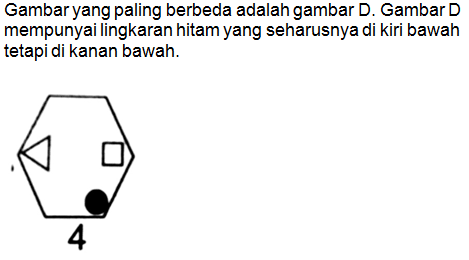 Gambar yang paling berbeda adalah gambar D. Gambar D
mempunyai lingkaran hitam yang seharusnya di kiri bawah
tetapi di kanan bawah.
4